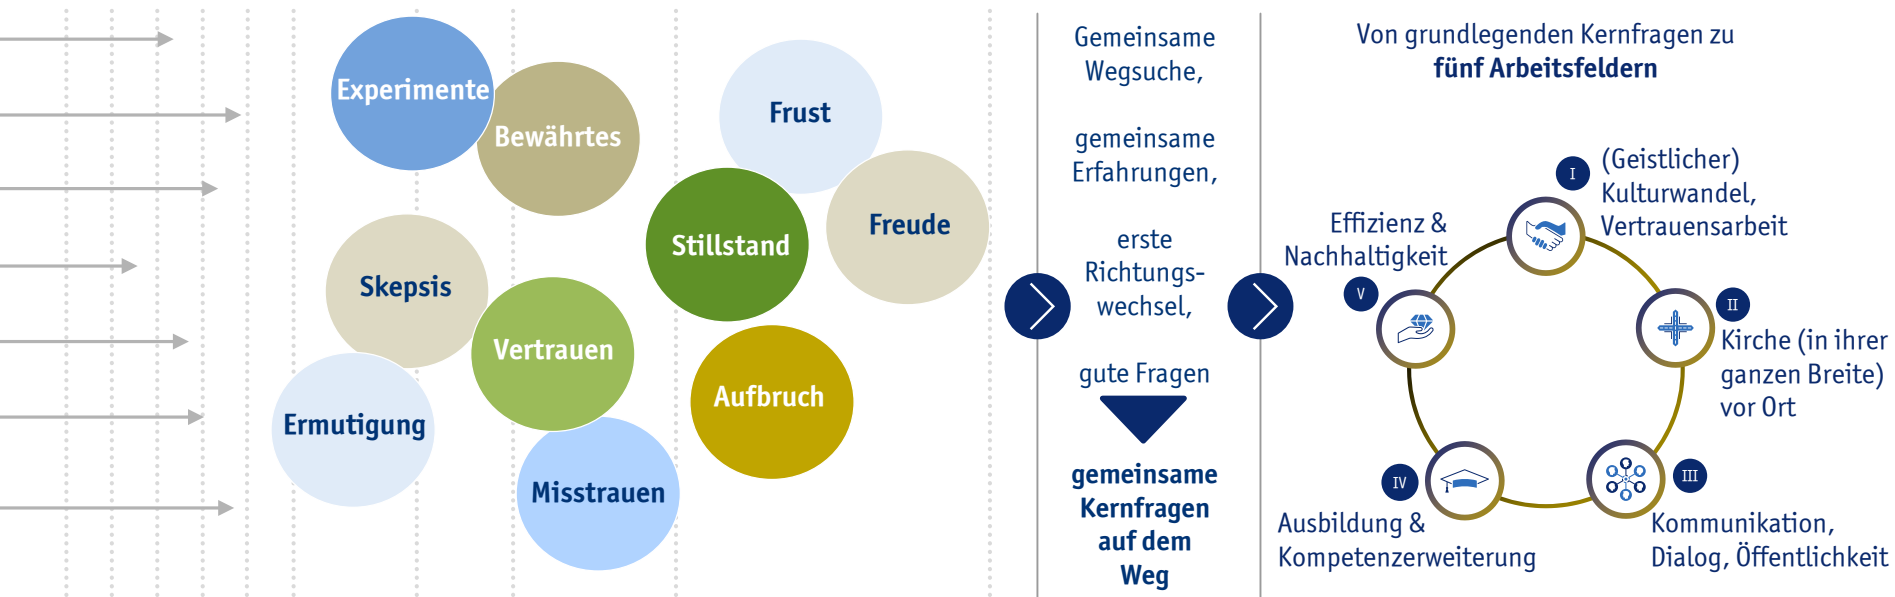 Experimente
Bewährtes
Frust
Freude
Stillstand
Skepsis
Vertrauen
Aufbruch
Ermutigung
Misstrauen
Gemeinsame
Wegsuche,
gemeinsame
Erfahrungen,
erste
Richtungs-
wechsel,
gute Fragen
gemeinsame
Kernfragen
auf dem
Weg
Von grundlegenden Kernfragen zu
fünf Arbeitsfeldern
I
(Geistlicher)
Kulturwandel,
Vertrauensarbeit
II
Kirche (in ihrer
ganzen Breite)
vor Ort
III
Kommunikation,
Dialog, Öffentlichkeit
IV
Ausbildung &
Kompetenzerweiterung
Effizienz &
Nachhaltigkeit
V